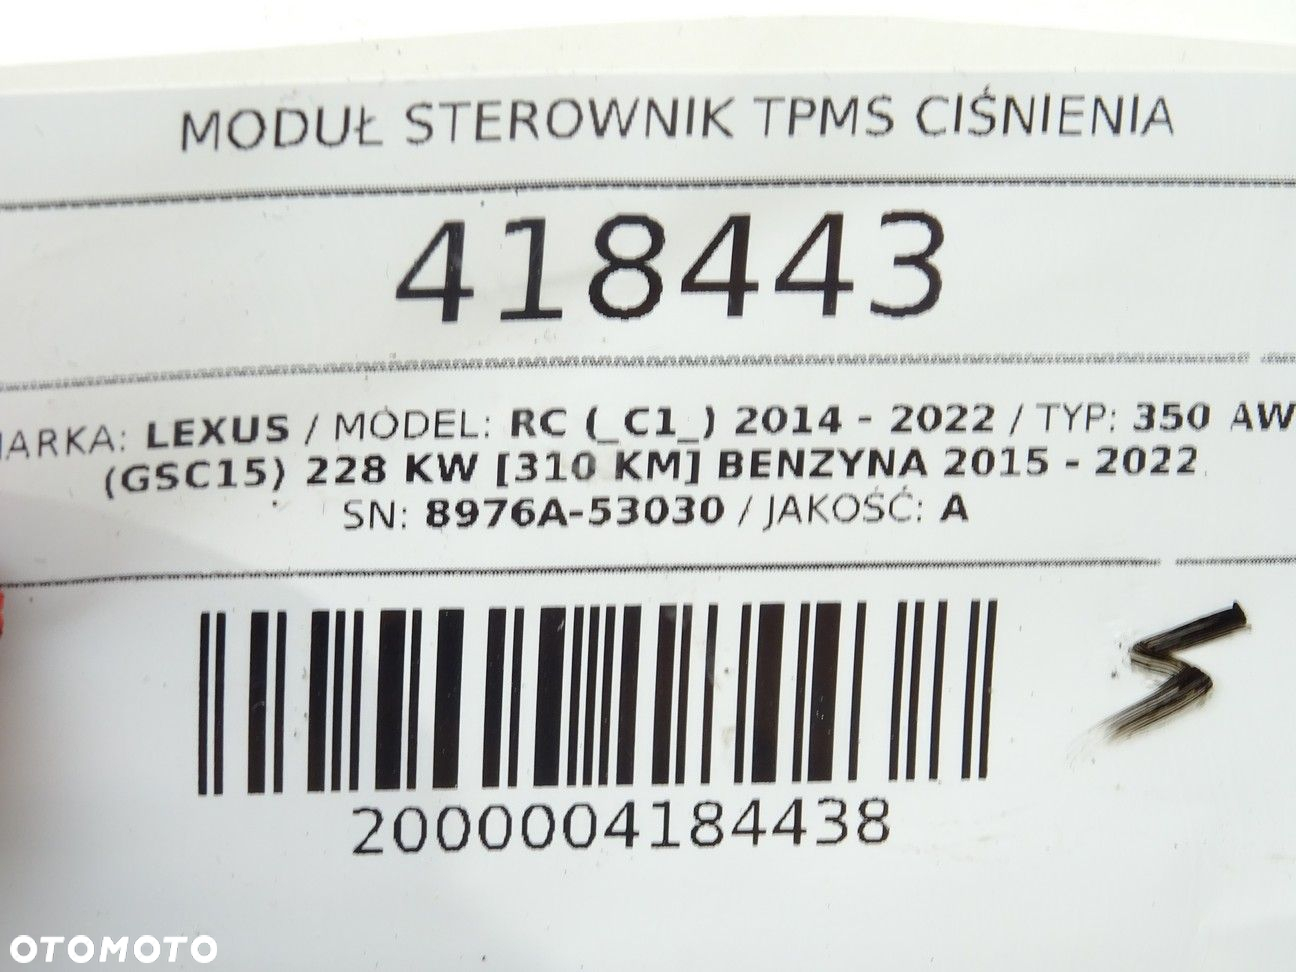 MODUŁ STEROWNIK TPMS CIŚNIENIA
418443
MARKA: LEXUS / MODEL: RC (_C1_) 2014 - 2022 / TYP: 350 AW
(GSC15) 228 KW [310 KM] BENZYNA 2015 - 2022
SN: 8976A-53030 / JAKOŚĆ: A
2000004184438
OTOMOTO